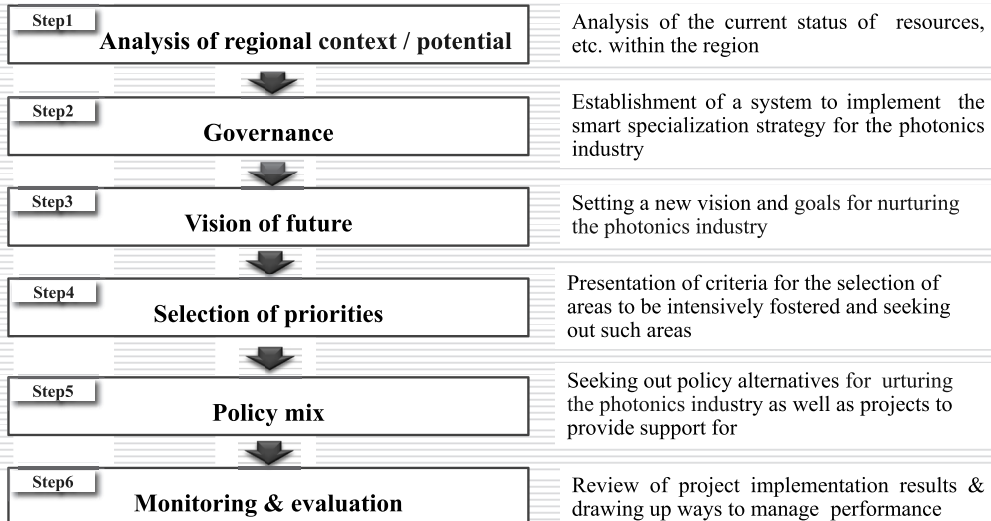 Step1
Analysis of regional context / potential
Analysis of the current status of resources,
etc. within the region
Step2
Governance
Establishment of a system to implement the
smart specialization strategy for the photonics
industry
Step3
Vision of future
Setting a new vision and goals for nurturing
the photonics industry
Step4
Selection of priorities
Presentation of criteria for the selection of
areas to be intensively fostered and seeking
out such areas
Step5
Policy mix
Seeking out policy alternatives for urturing
the photonics industry as well as projects to
provide support for
Step6
Monitoring & evaluation
Review of project implementation results &
drawing up ways to manage performance